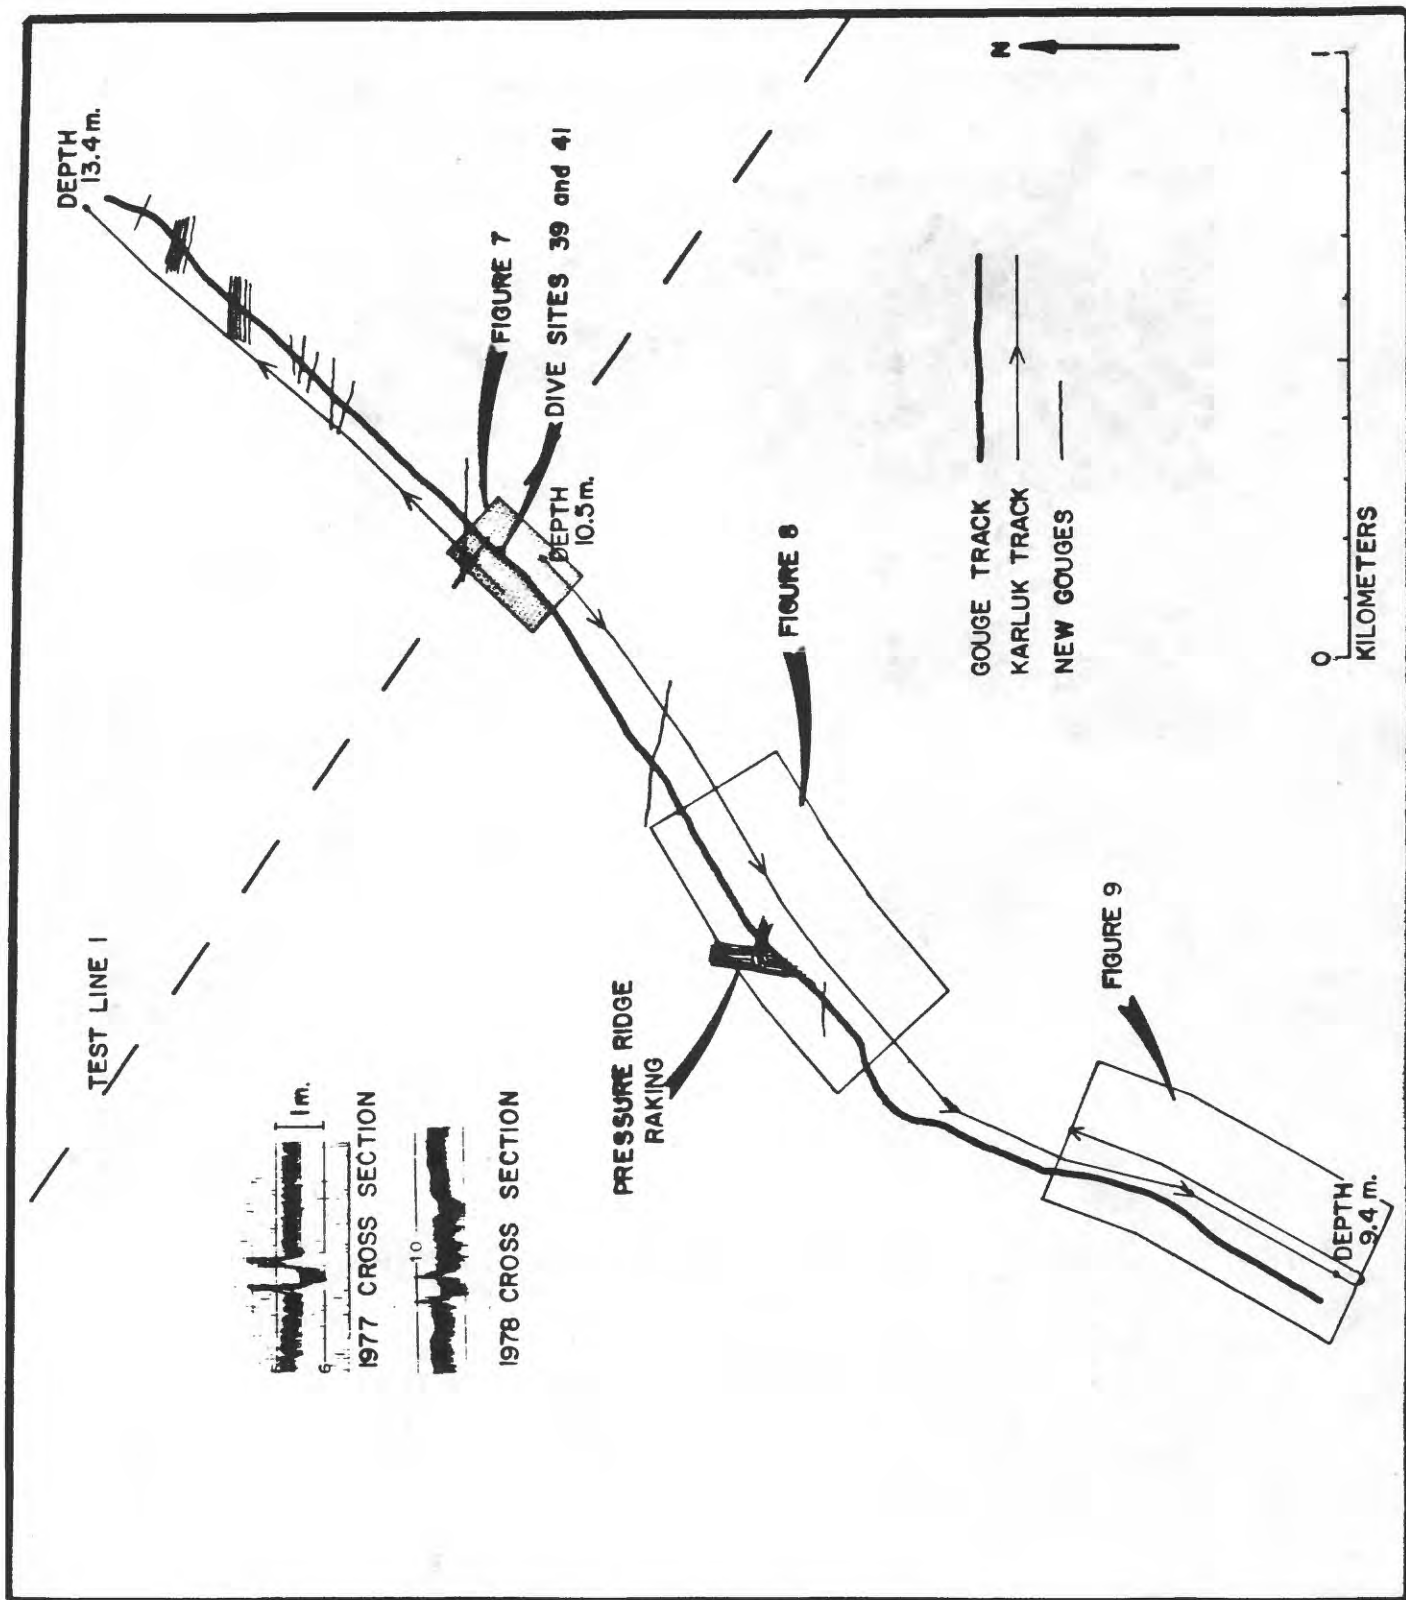 TEST LINE 1
DEPTH
13.4 m.
N
FIGURE 7
DIVE SITES 39 and 41
DEPTH
10.5 m.
5
6
1 m.
1977 CROSS SECTION
10
1978 CROSS SECTION
PRESSURE RIDGE
RAKING
FIGURE 8
FIGURE 9
DEPTH
9.4 m.
GOUGE TRACK
KARLUK TRACK
NEW GOUGES
0
1
KILOMETERS